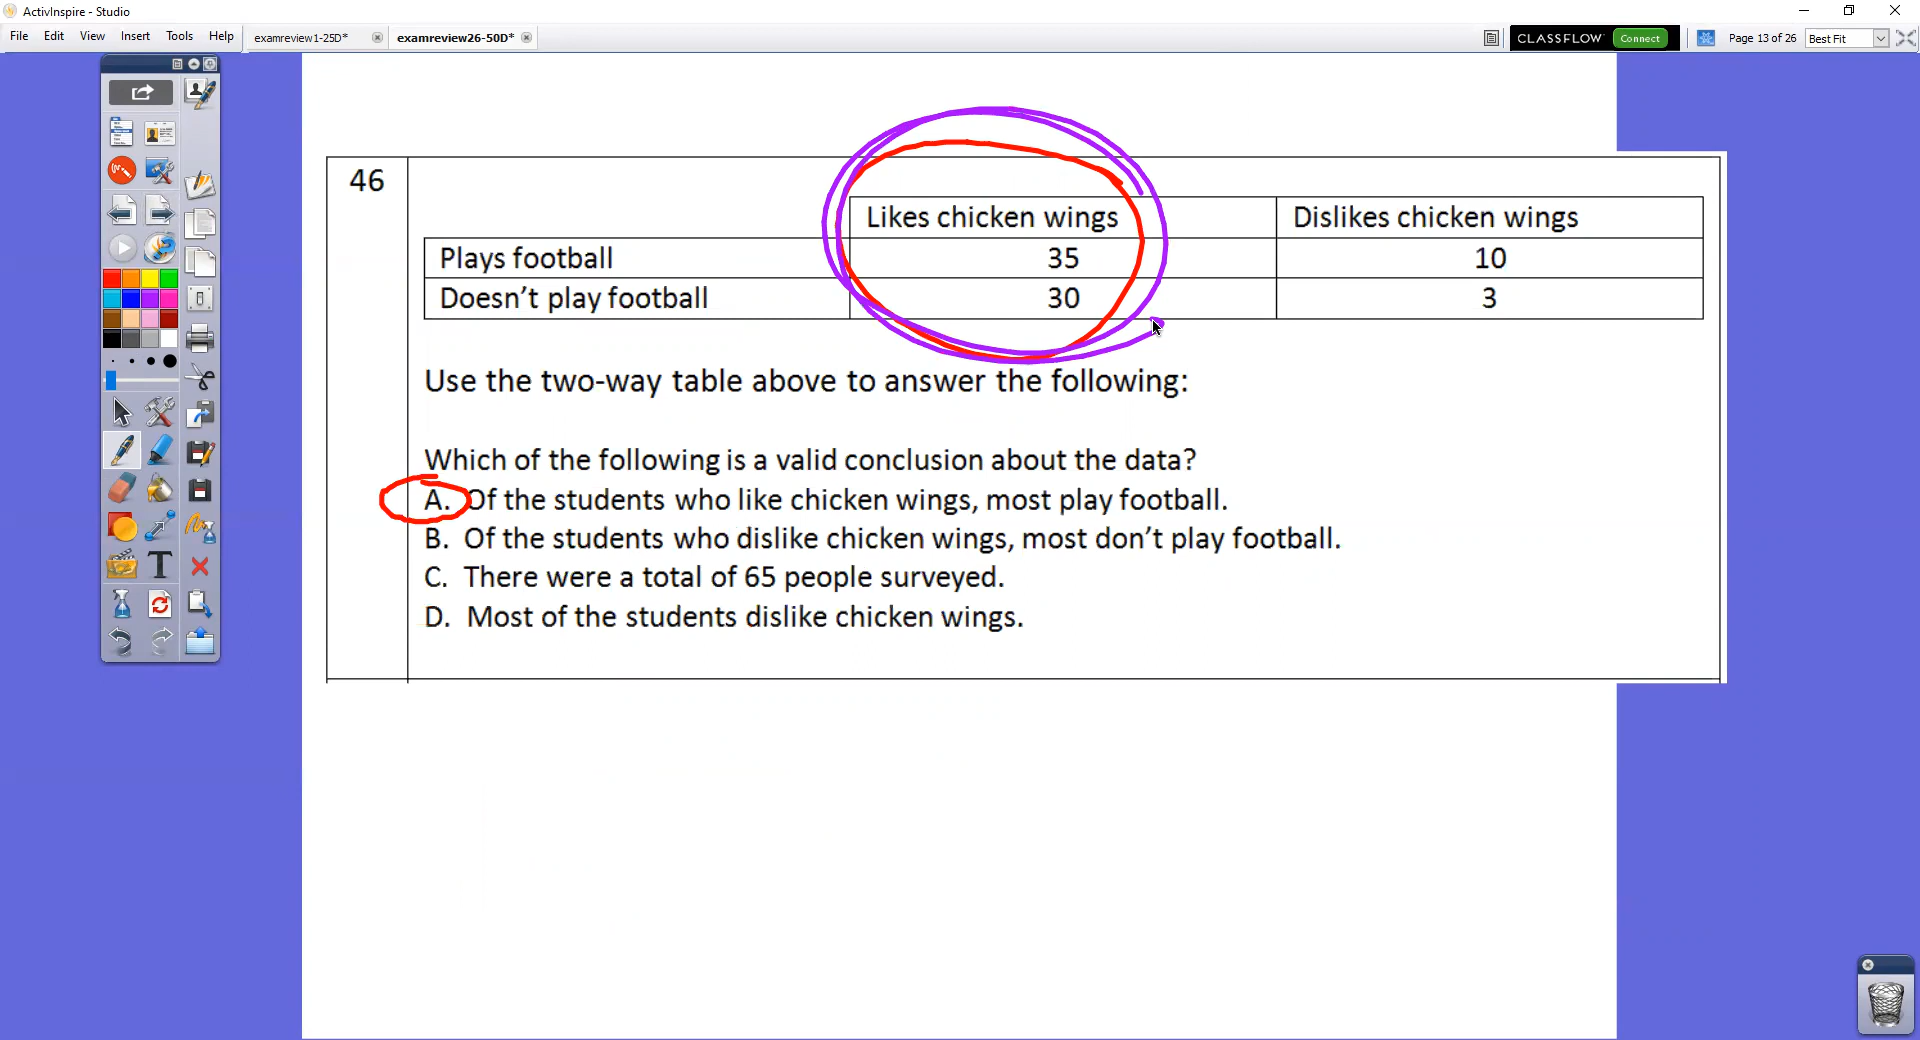 ActivInspire - Studio
File Edit View Insert Tools Help examreview1-25D* examreview26-50D* CLASSFLOW Connect Page 13 of 26 Best Fit
46
Likes chicken wings Dislikes chicken wings
Plays football 35 10
Doesn't play football 30 3
Use the two-way table above to answer the following:
Which of the following is a valid conclusion about the data?
A. Of the students who like chicken wings, most play football.
B. Of the students who dislike chicken wings, most don't play football.
C. There were a total of 65 people surveyed.
D. Most of the students dislike chicken wings.